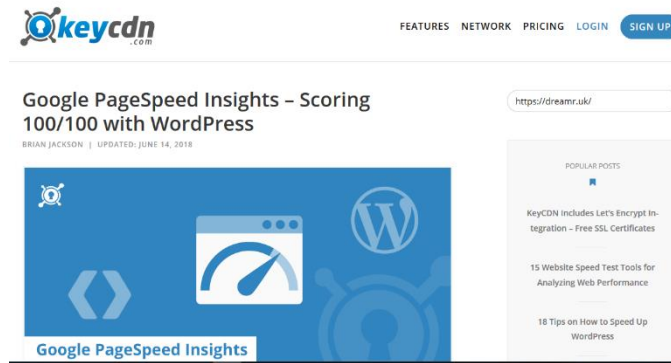 keycdn
.com
FEATURES NETWORK PRICING LOGIN SIGN UP
Google PageSpeed Insights – Scoring
100/100 with WordPress
BRIAN JACKSON | UPDATED: JUNE 14, 2018
https://dreamr.uk/
POPULAR POSTS
KeyCDN Includes Let's Encrypt In-
tegration – Free SSL Certificates
15 Website Speed Test Tools for
Analyzing Web Performance
18 Tips on How to Speed Up
WordPress
Google PageSpeed Insights